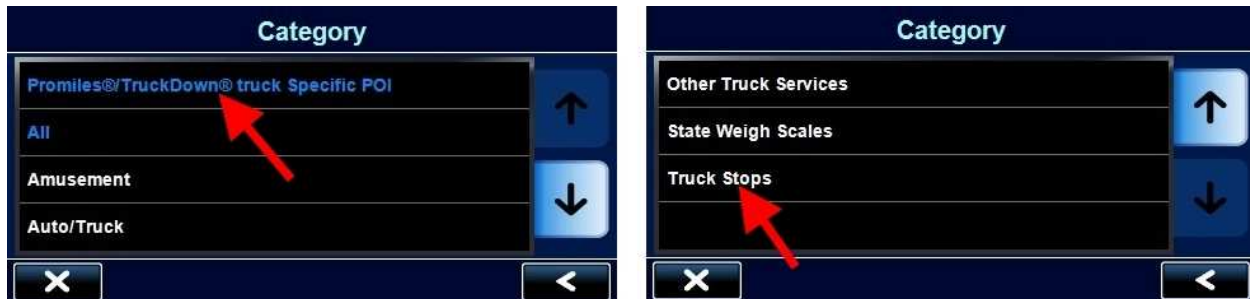 Category
Promiles®/TruckDown® truck Specific POI
All
Amusement
Auto/Truck
Category
Other Truck Services
State Weigh Scales
Truck Stops